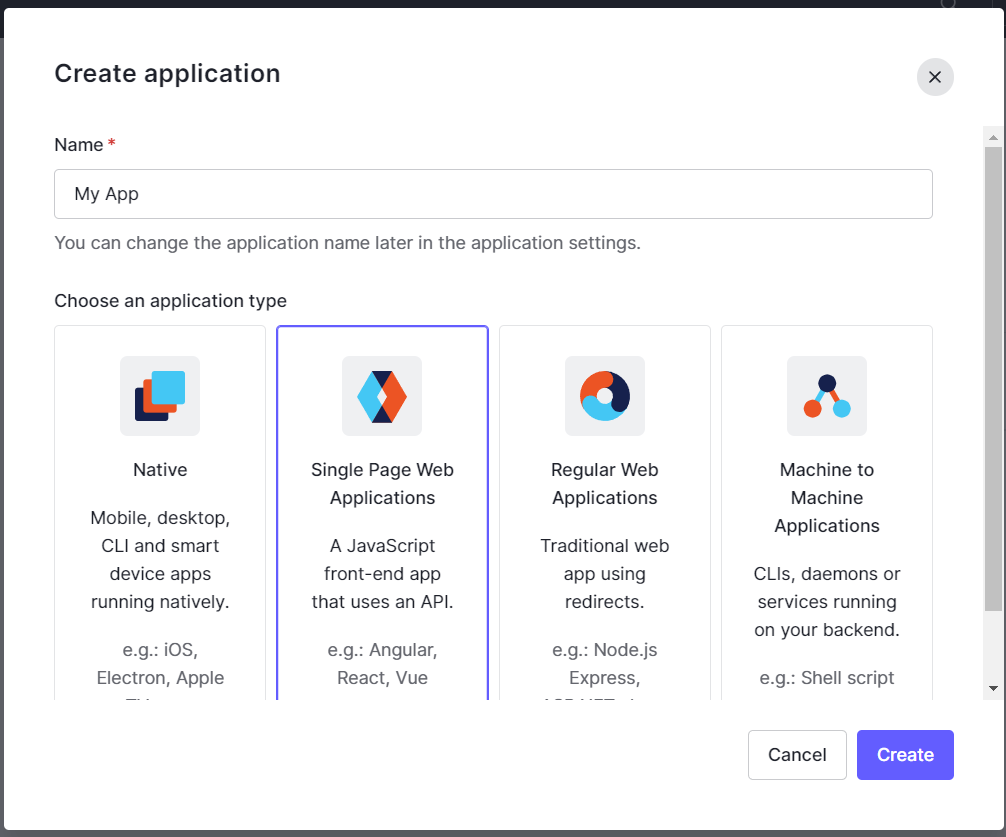 Create application
Name *
My App
You can change the application name later in the application settings.
Choose an application type
Native
Mobile, desktop,
CLI and smart
device apps
running natively.
e.g.: iOS,
Electron, Apple
Single Page Web
Applications
A JavaScript
front-end app
that uses an API.
e.g.: Angular,
React, Vue
Regular Web
Applications
Traditional web
app using
redirects.
e.g.: Node.js
Express,
Machine to
Machine
Applications
CLIs, daemons or
services running
on your backend.
e.g.: Shell script
Cancel
Create